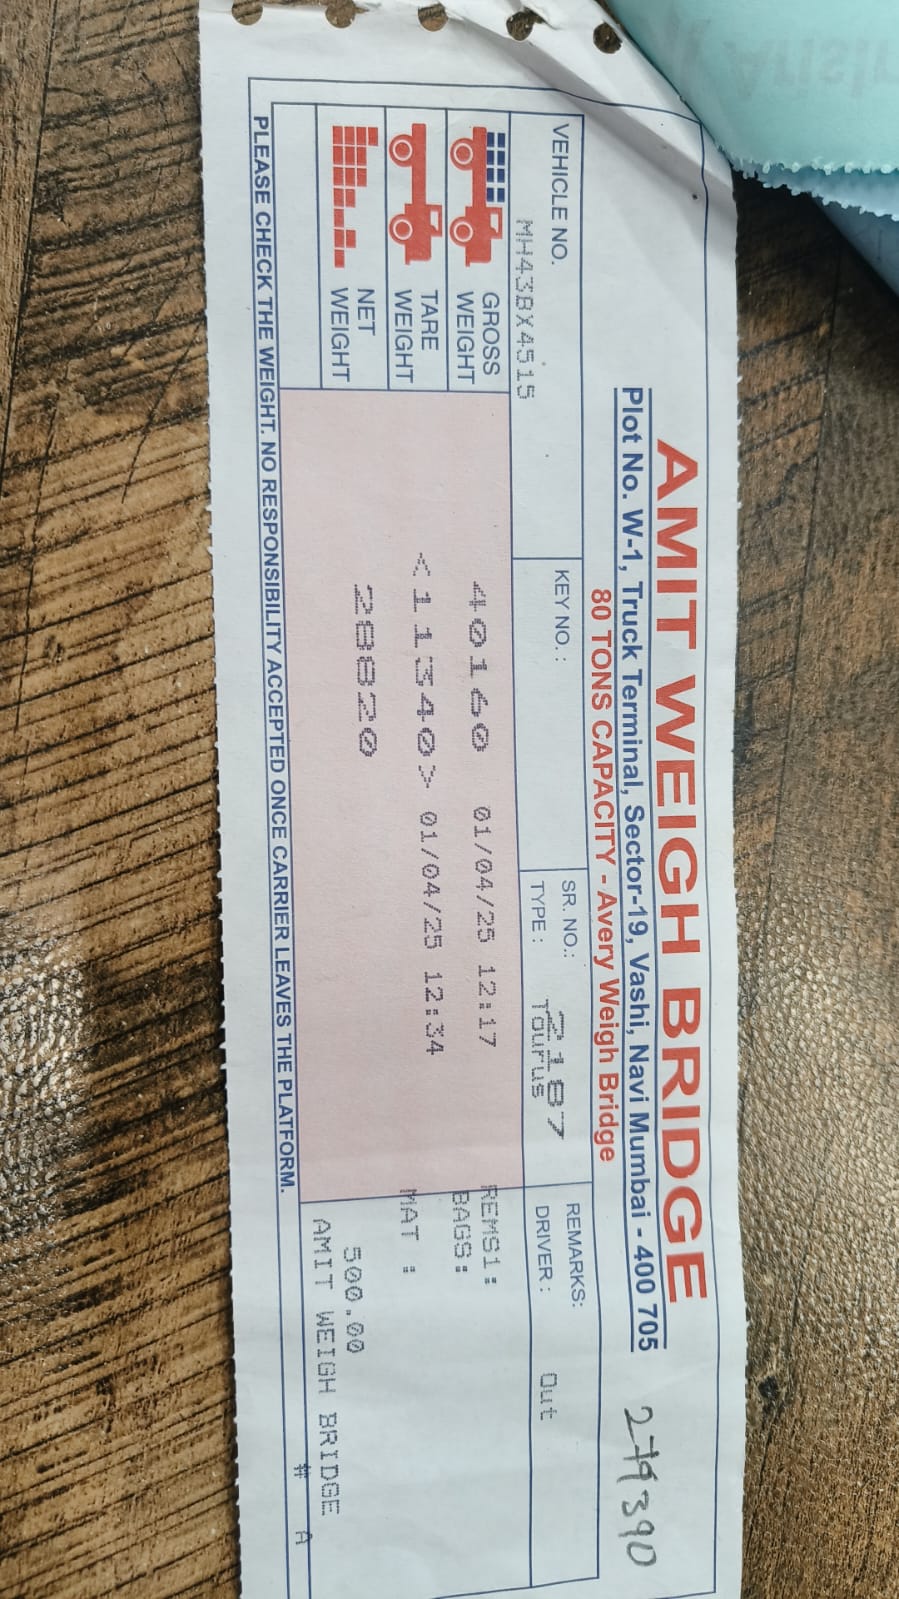 AMIT WEIGH BRIDGE
Plot No. W-1, Truck Terminal, Sector-19, Vashi, Navi Mumbai - 400 705
279390
80 TONS CAPACITY - Avery Weigh Bridge
VEHICLE NO.
MH43BX4515
KEY NO. :
SR. NO.: 2187
TYPE : Taurus
REMARKS:
DRIVER : Out
GROSS WEIGHT 40160 01/04/25 12:17
TARE WEIGHT <11340> 01/04/25 12:34
NET WEIGHT 28820
REMS1:
BAGS:
MAT :
500.00
AMIT WEIGH BRIDGE
# A
PLEASE CHECK THE WEIGHT. NO RESPONSIBILITY ACCEPTED ONCE CARRIER LEAVES THE PLATFORM.